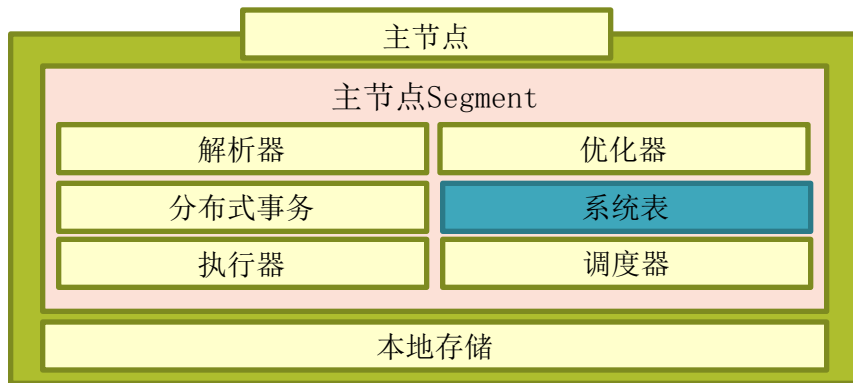 主节点
主节点Segment
解析器
优化器
分布式事务
系统表
执行器
调度器
本地存储